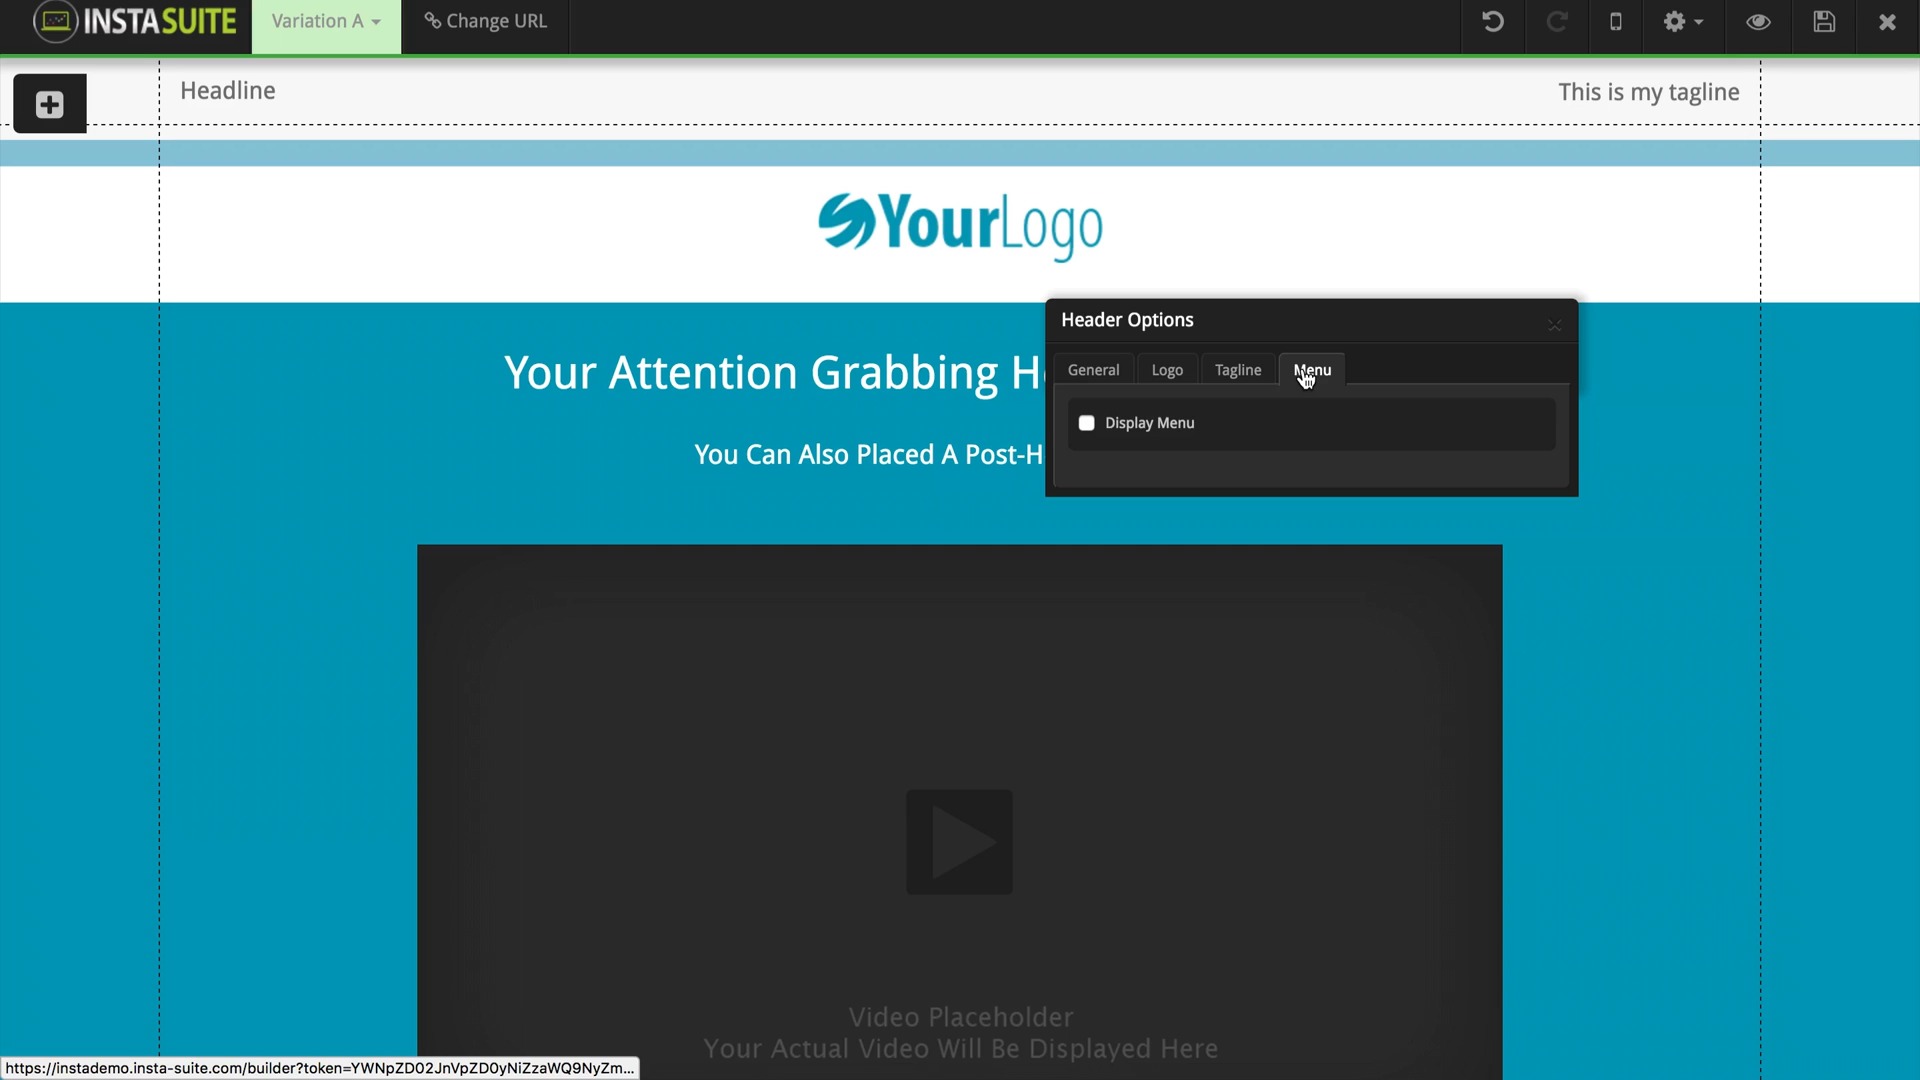 INSTASUITE
Variation A
Change URL
Headline
This is my tagline
YourLogo
Header Options
General
Logo
Tagline
Menu
Display Menu
Your Attention Grabbing H
You Can Also Placed A Post-H
Video Placeholder
Your Actual Video Will Be Displayed Here
https://instademo.insta-suite.com/builder?token=YWNpZD02JnVpZD0yNiZzaWQ9NyZm...